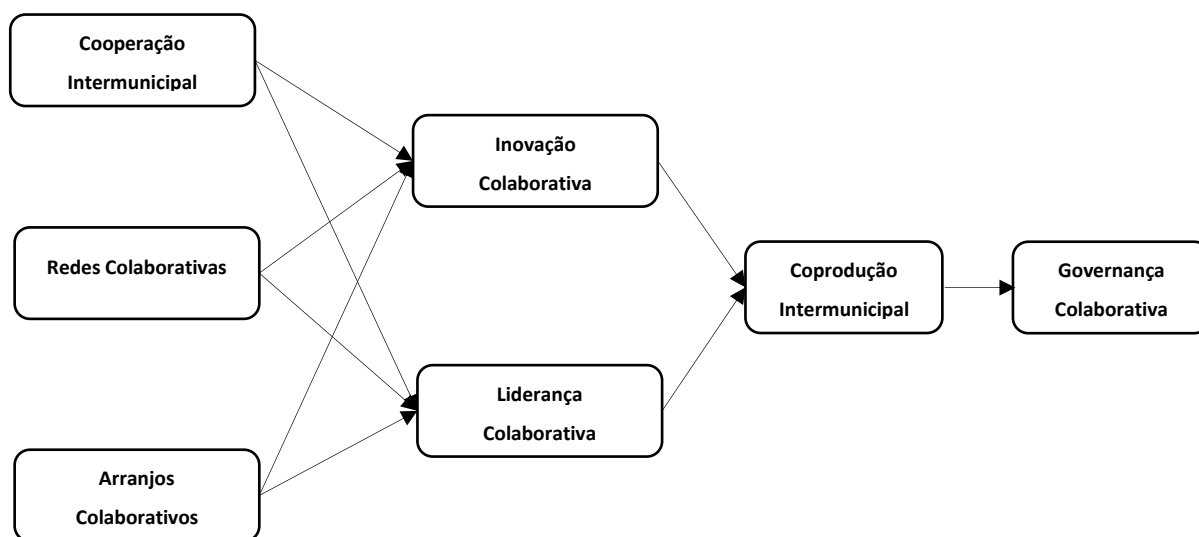 Cooperação
Intermunicipal
Inovação
Colaborativa
Redes Colaborativas
Coprodução
Intermunicipal
Governança
Colaborativa
Liderança
Colaborativa
Arranjos
Colaborativos